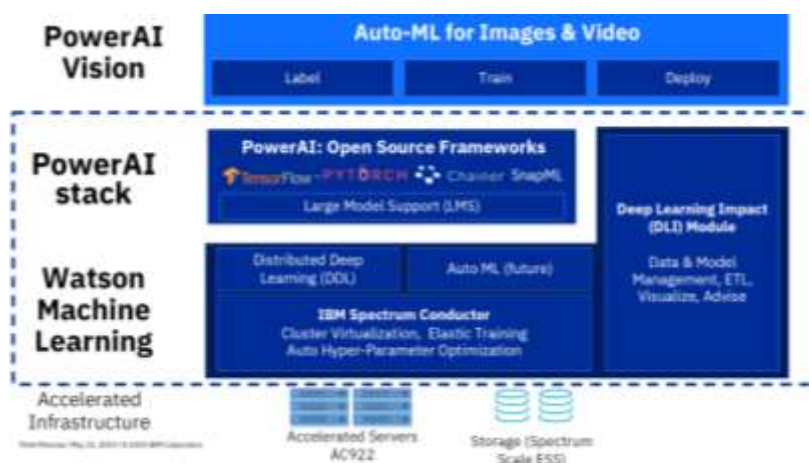 PowerAI
Vision
Auto-ML for Images & Video
Label
Train
Deploy
PowerAI
stack
PowerAI: Open Source Frameworks
TensorFlow
PYTORCH
Chainer
SnapML
Large Model Support (LMS)
Deep Learning Impact
(DLI) Module
Data & Model
Management, ETL,
Visualize, Advise
Watson
Machine
Learning
Distributed Deep
Learning (DDL)
Auto ML (future)
IBM Spectrum Conductor
Cluster Virtualization, Elastic Training
Auto Hyper-Parameter Optimization
Accelerated
Infrastructure
Accelerated Servers
AC922
Storage (Spectrum
Scale ESS)